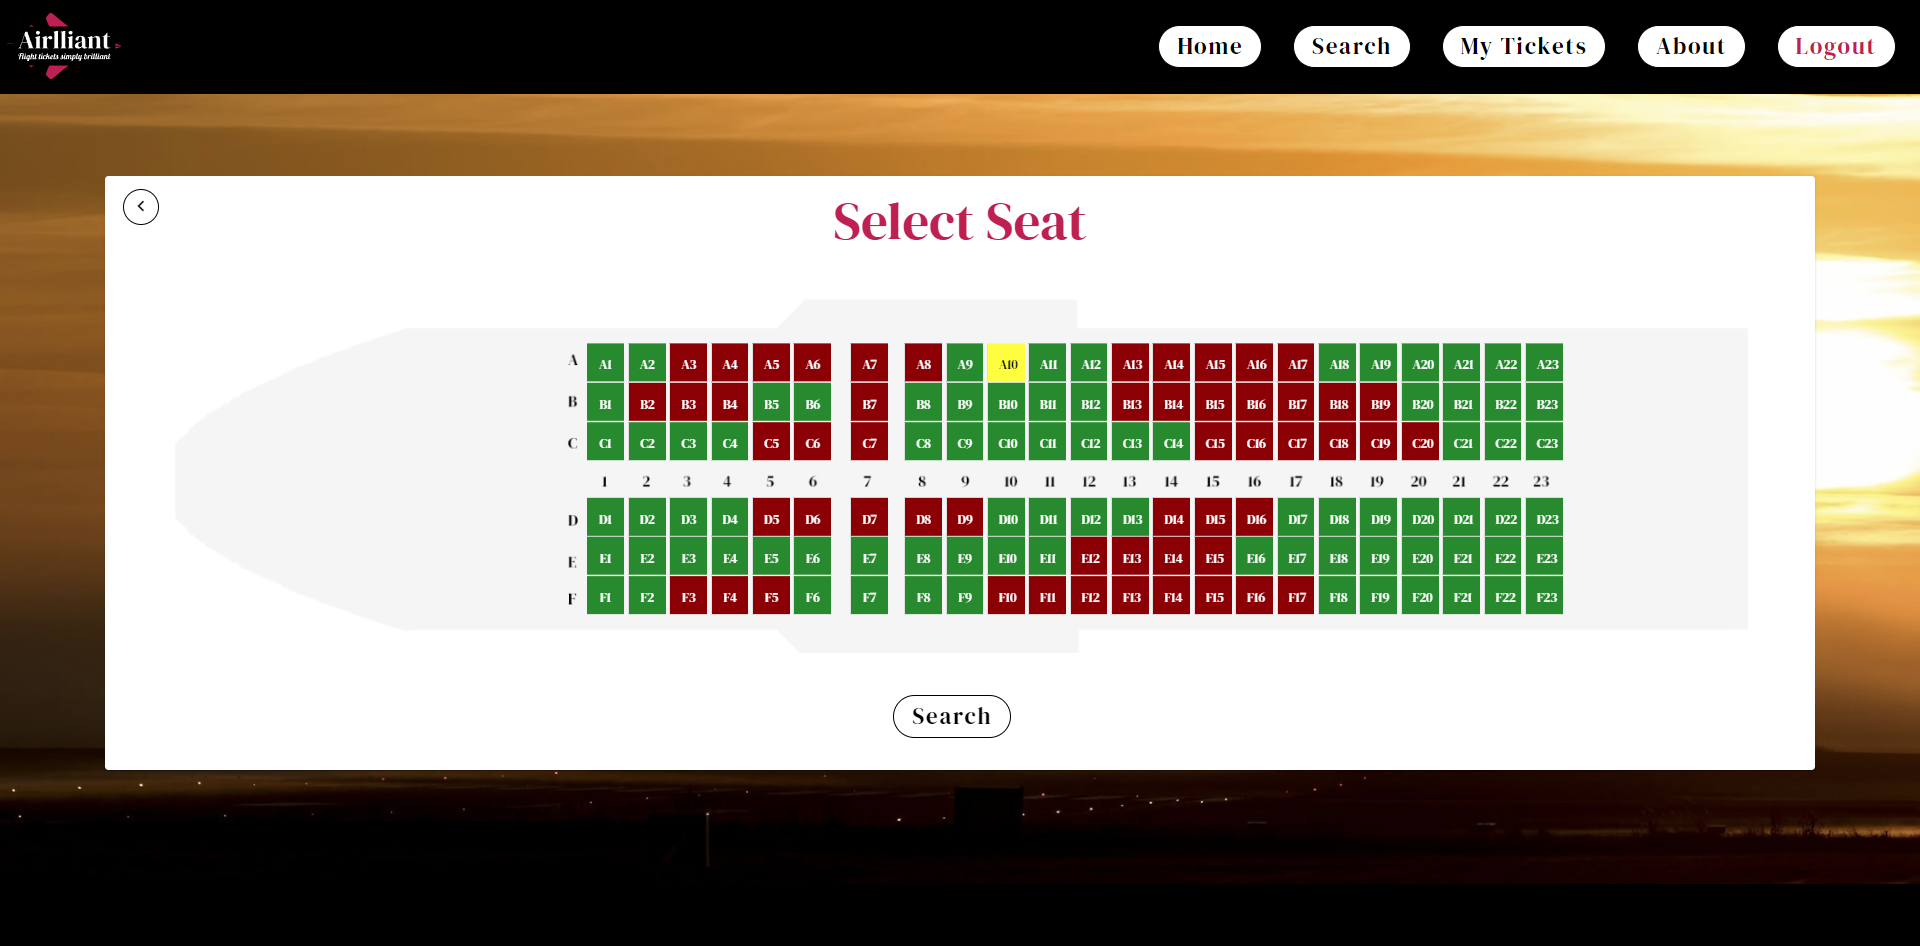 Airlliant
Flight tickets simply brilliant
Home Search My Tickets About Logout
Select Seat
A A1 A2 A3 A4 A5 A6 A7 A8 A9 A10 A11 A12 A13 A14 A15 A16 A17 A18 A19 A20 A21 A22 A23
B B1 B2 B3 B4 B5 B6 B7 B8 B9 B10 B11 B12 B13 B14 B15 B16 B17 B18 B19 B20 B21 B22 B23
C C1 C2 C3 C4 C5 C6 C7 C8 C9 C10 C11 C12 C13 C14 C15 C16 C17 C18 C19 C20 C21 C22 C23
1 2 3 4 5 6 7 8 9 10 11 12 13 14 15 16 17 18 19 20 21 22 23
D D1 D2 D3 D4 D5 D6 D7 D8 D9 D10 D11 D12 D13 D14 D15 D16 D17 D18 D19 D20 D21 D22 D23
E E1 E2 E3 E4 E5 E6 E7 E8 E9 E10 E11 E12 E13 E14 E15 E16 E17 E18 E19 E20 E21 E22 E23
F F1 F2 F3 F4 F5 F6 F7 F8 F9 F10 F11 F12 F13 F14 F15 F16 F17 F18 F19 F20 F21 F22 F23
Search